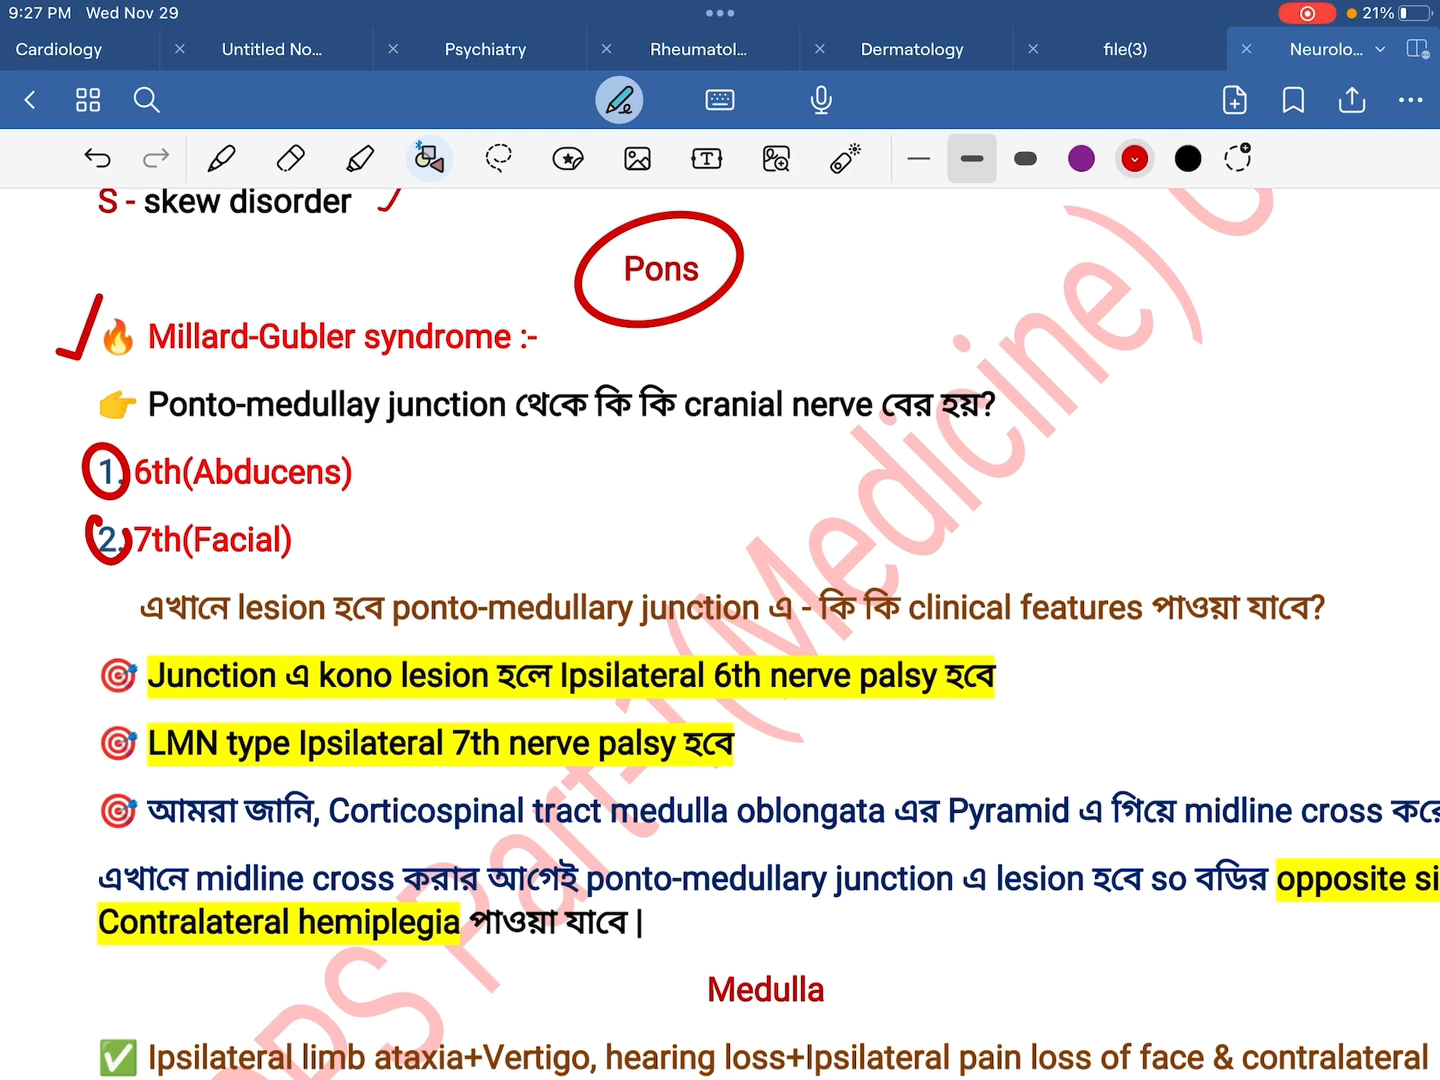 9:27 PM Wed Nov 29
21%
Cardiology
Untitled No...
Psychiatry
Rheumatol...
Dermatology
file(3)
Neurolo...
S - skew disorder
Pons
Millard-Gubler syndrome :-
Ponto-medullay junction থেকে কি কি cranial nerve বের হয়?
1. 6th(Abducens)
2. 7th(Facial)
এখানে lesion হবে ponto-medullary junction এ - কি কি clinical features পাওয়া যাবে?
Junction এ kono lesion হলে Ipsilateral 6th nerve palsy হবে
LMN type Ipsilateral 7th nerve palsy হবে
আমরা জানি, Corticospinal tract medulla oblongata এর Pyramid এ গিয়ে midline cross
এখানে midline cross করার আগেই ponto-medullary junction এ lesion হবে so বডির opposite
Contralateral hemiplegia পাওয়া যাবে |
Medulla
Ipsilateral limb ataxia+Vertigo, hearing loss+Ipsilateral pain loss of face & contralateral
Part-1(Medicine)